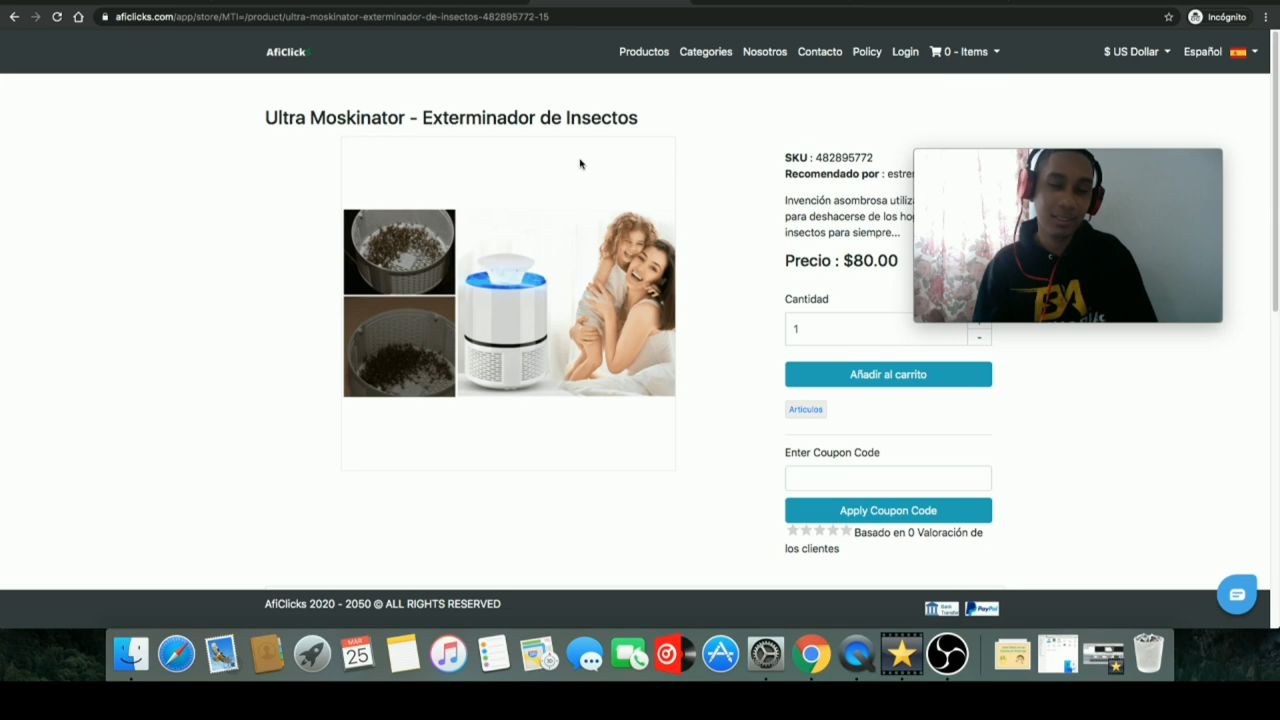 aficlicks.com/app/store/MTI=/product/ultra-moskinator-exterminador-de-insectos-482895772-15
Incógnito
AfiClicks
Productos Categories Nosotros Contacto Policy Login 0 - Items
$ US Dollar Español
Ultra Moskinator - Exterminador de Insectos
SKU : 482895772
Recomendado por :
Invención asombrosa
para deshacerse de los
insectos para siempre...
Precio : $80.00
Cantidad
1
-
Añadir al carrito
Articulos
Enter Coupon Code
Apply Coupon Code
Basado en 0 Valoración de
los clientes
AfiClicks 2020 - 2050 © ALL RIGHTS RESERVED
Bank
Transfer
PayPal
MAR
25